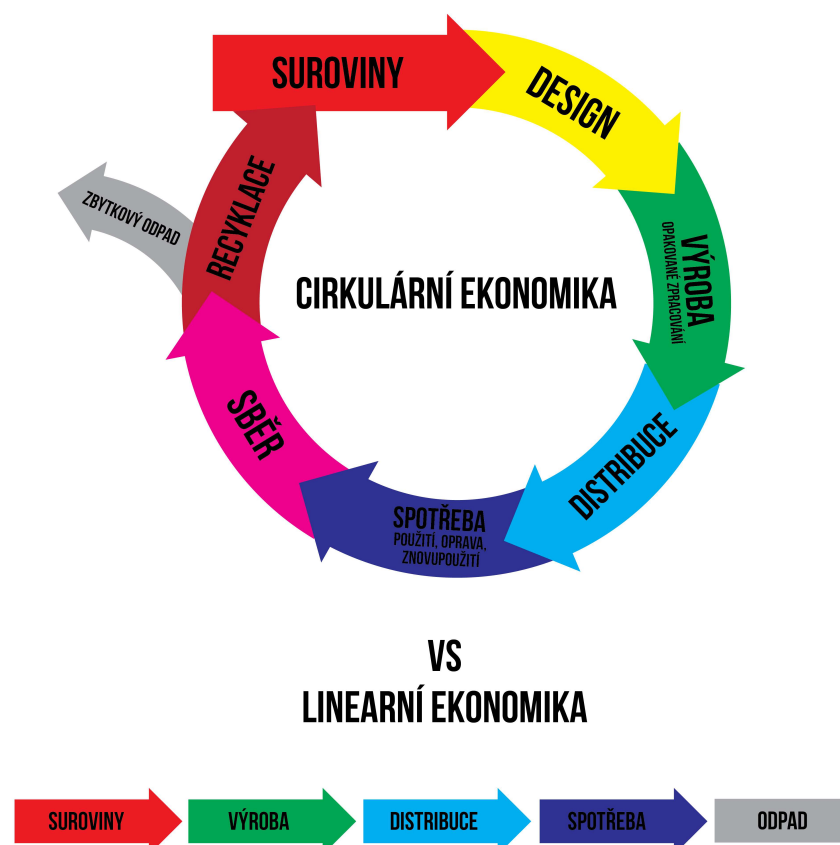 SUROVINY
DESIGN
VÝROBA
OPAKOVANÉ ZPRACOVÁNÍ
DISTRIBUCE
SPOTŘEBA
POUŽITÍ, OPRAVA,
ZNOVUPOUŽITÍ
SBĚR
RECYKLACE
ZBYTKOVÝ ODPAD
CIRKULÁRNÍ EKONOMIKA
VS
LINEARNÍ EKONOMIKA
SUROVINY
VÝROBA
DISTRIBUCE
SPOTŘEBA
ODPAD